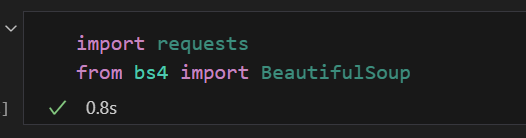 import requests
from bs4 import BeautifulSoup
]
0.8s